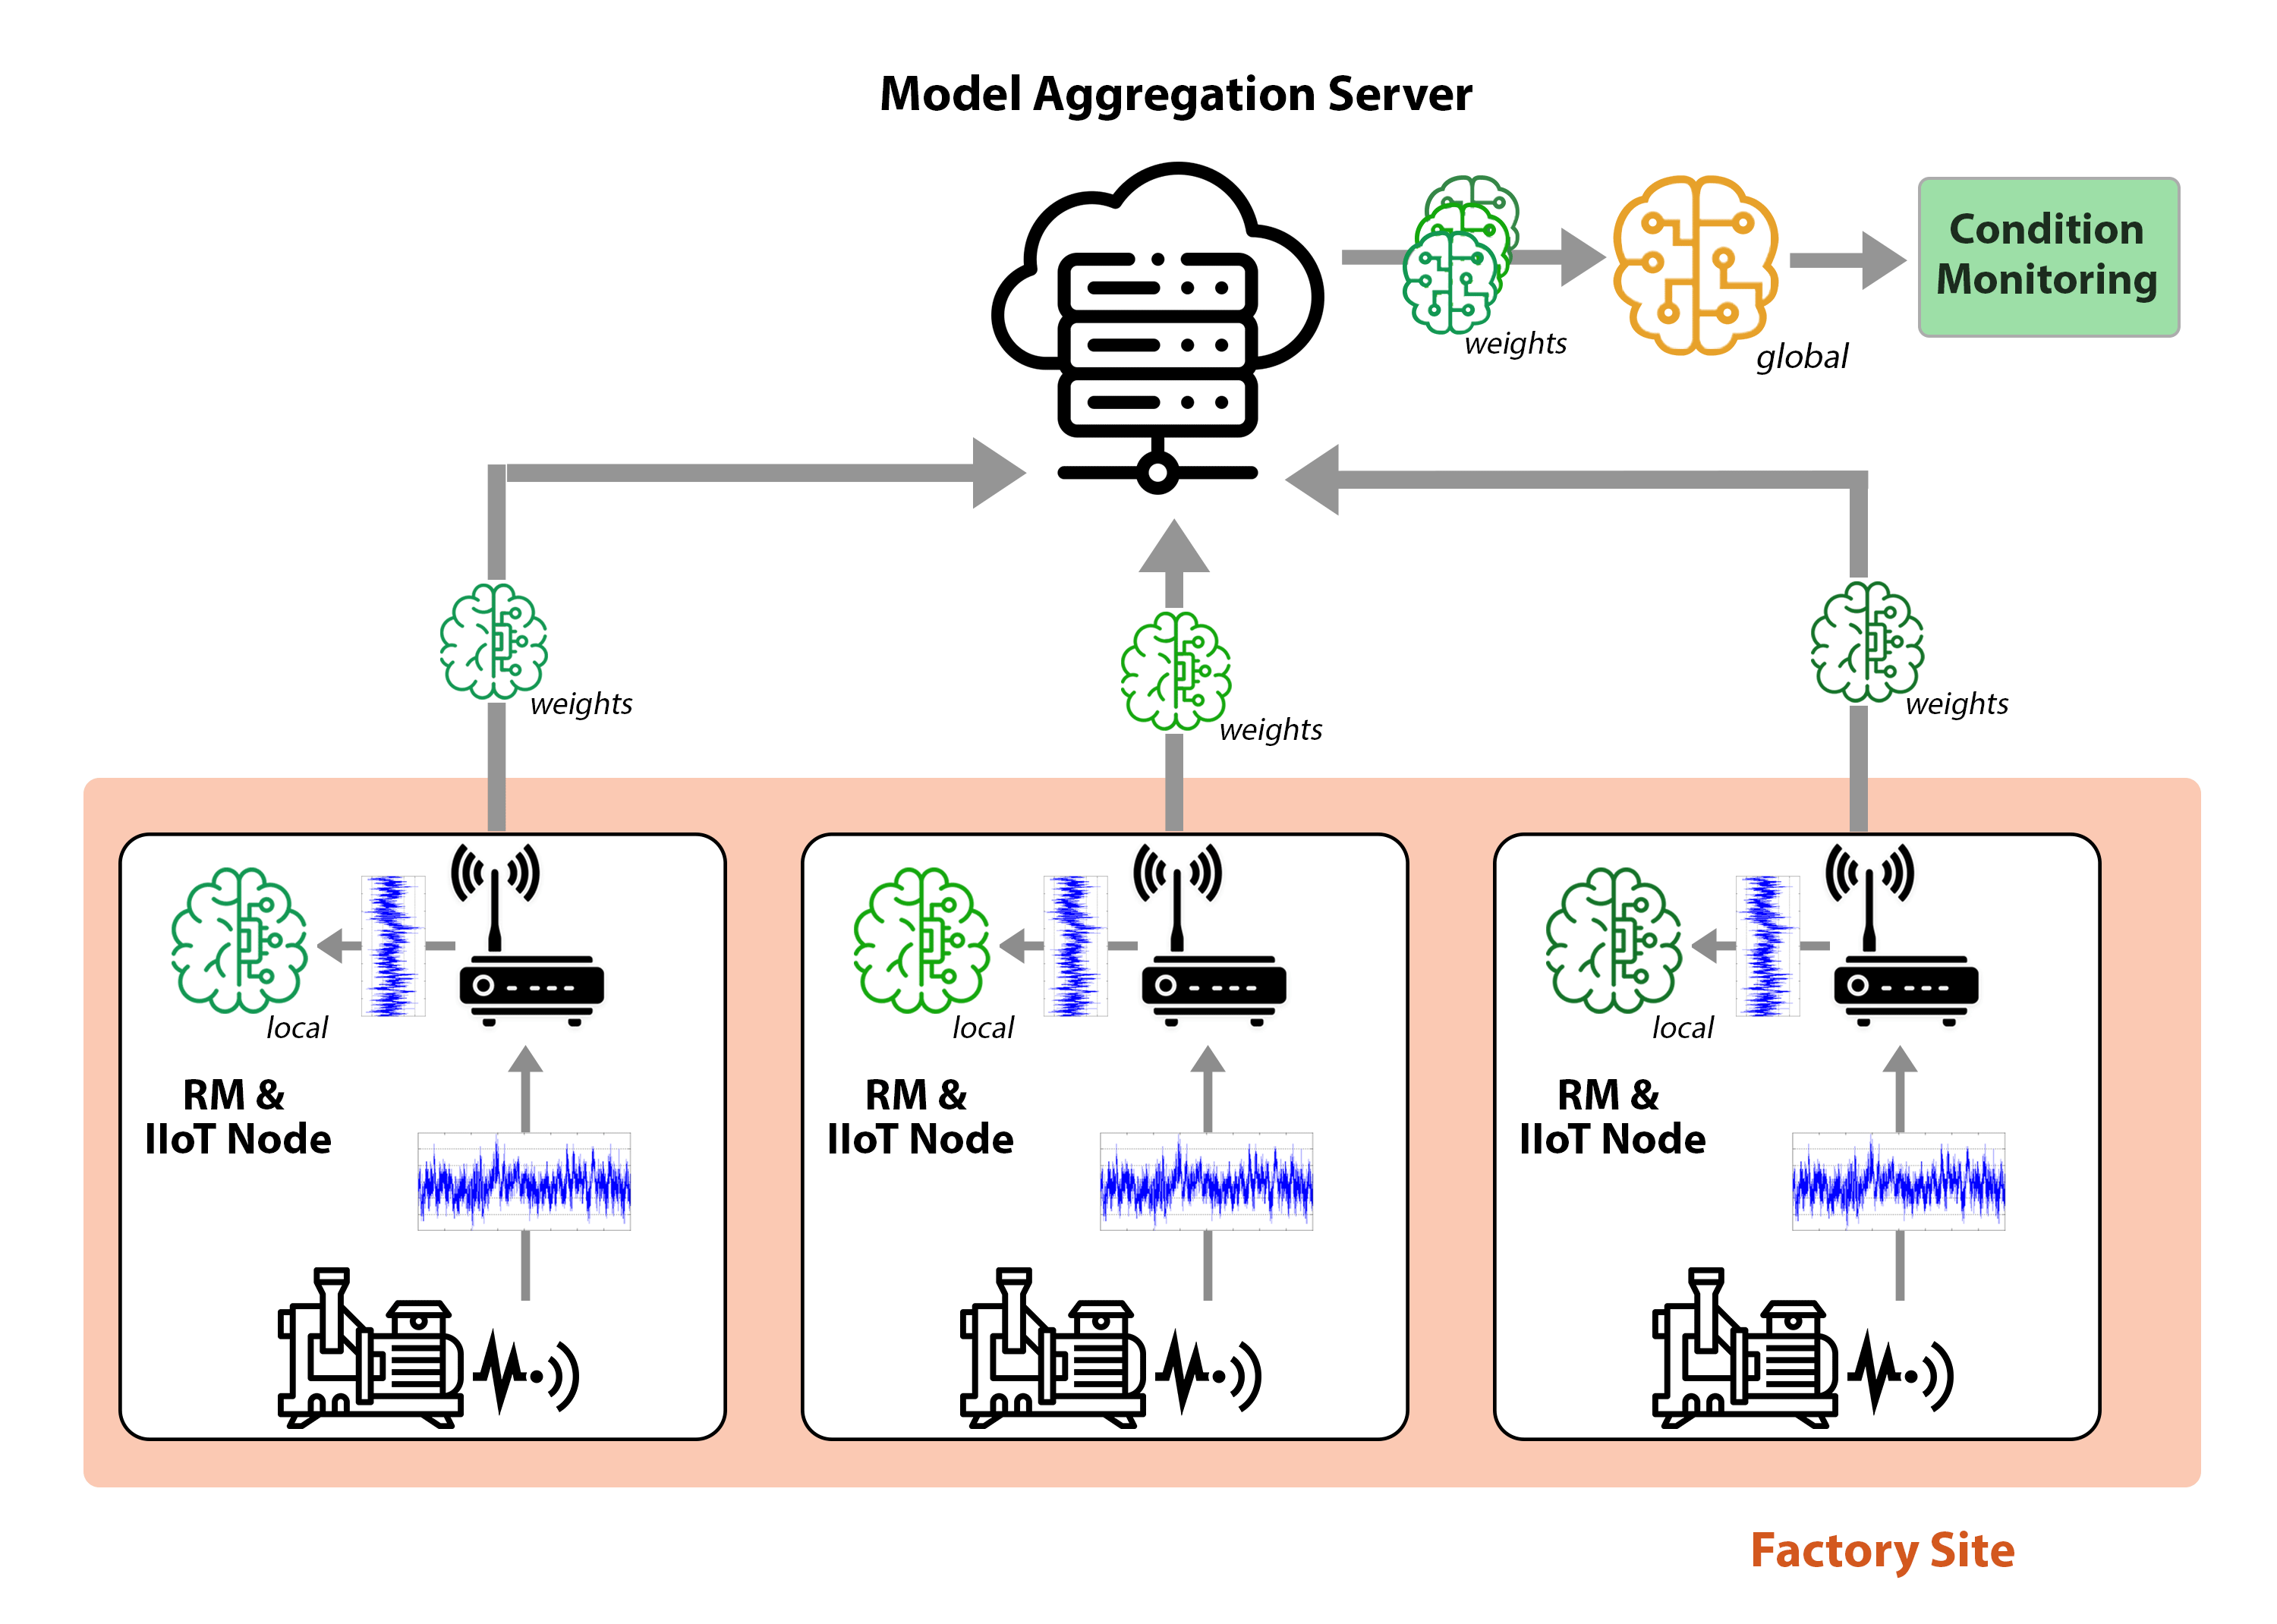 Model Aggregation Server
Condition
Monitoring
weights
global
weights
weights
weights
local
RM &
IIoT Node
local
RM &
IIoT Node
local
RM &
IIoT Node
Factory Site